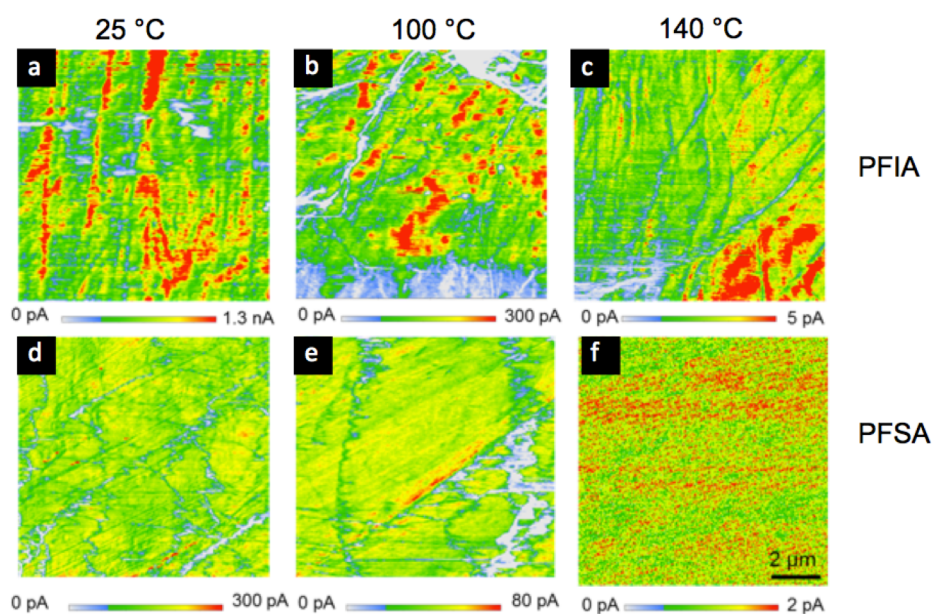 25 °C 100 °C 140 °C
a b c
PFIA
0 pA 1.3 nA 0 pA 300 pA 0 pA 5 pA
d e f
PFSA
2 µm
0 pA 300 pA 0 pA 80 pA 0 pA 2 pA